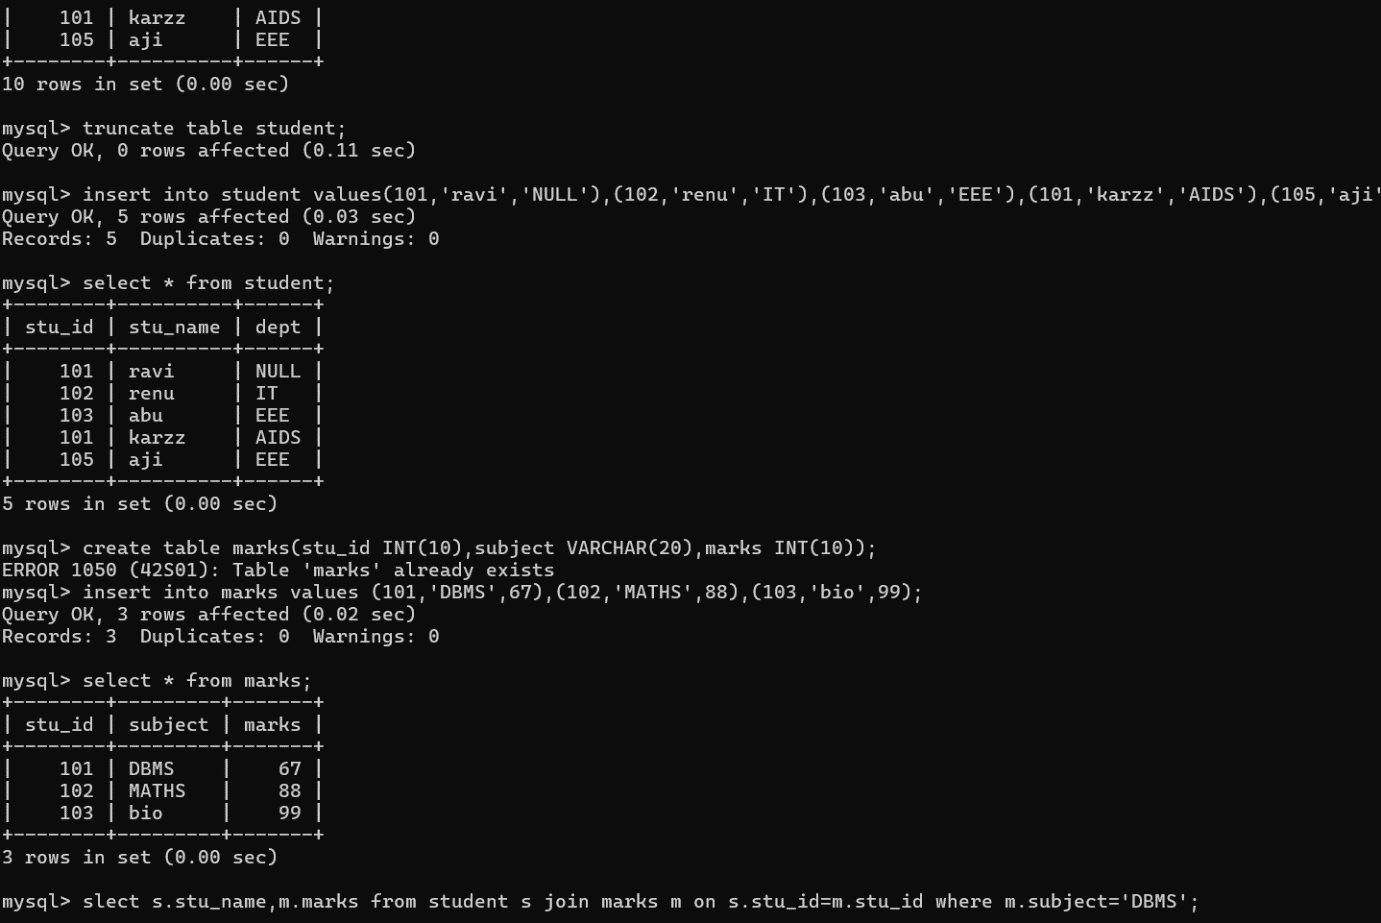 |    101 | karzz    | AIDS |
|    105 | aji      | EEE  |
+--------+----------+------+
10 rows in set (0.00 sec)

mysql> truncate table student;
Query OK, 0 rows affected (0.11 sec)

mysql> insert into student values(101,'ravi','NULL'),(102,'renu','IT'),(103,'abu','EEE'),(101,'karzz','AIDS'),(105,'aji'
Query OK, 5 rows affected (0.03 sec)
Records: 5  Duplicates: 0  Warnings: 0

mysql> select * from student;
+--------+----------+------+
| stu_id | stu_name | dept |
+--------+----------+------+
|    101 | ravi     | NULL |
|    102 | renu     | IT   |
|    103 | abu      | EEE  |
|    101 | karzz    | AIDS |
|    105 | aji      | EEE  |
+--------+----------+------+
5 rows in set (0.00 sec)

mysql> create table marks(stu_id INT(10),subject VARCHAR(20),marks INT(10));
ERROR 1050 (42S01): Table 'marks' already exists
mysql> insert into marks values (101,'DBMS',67),(102,'MATHS',88),(103,'bio',99);
Query OK, 3 rows affected (0.02 sec)
Records: 3  Duplicates: 0  Warnings: 0

mysql> select * from marks;
+--------+---------+-------+
| stu_id | subject | marks |
+--------+---------+-------+
|    101 | DBMS    |    67 |
|    102 | MATHS   |    88 |
|    103 | bio     |    99 |
+--------+---------+-------+
3 rows in set (0.00 sec)

mysql> slect s.stu_name,m.marks from student s join marks m on s.stu_id=m.stu_id where m.subject='DBMS';